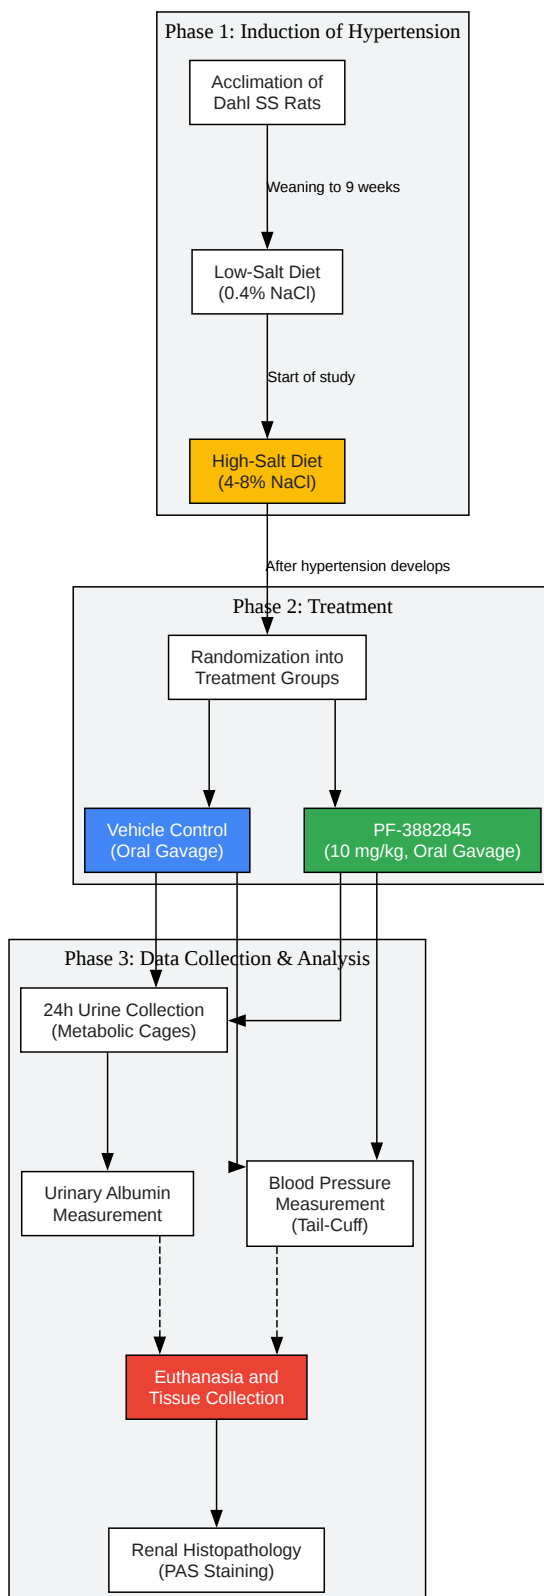 Phase 1: Induction of Hypertension
Acclimation of
Dahl SS Rats
Weaning to 9 weeks
Low-Salt Diet
(0.4% NaCl)
Start of study
High-Salt Diet
(4-8% NaCl)
After hypertension develops
Phase 2: Treatment
Randomization into
Treatment Groups
Vehicle Control
(Oral Gavage)
PF-3882845
(10 mg/kg, Oral Gavage)
Phase 3: Data Collection & Analysis
24h Urine Collection
(Metabolic Cages)
Urinary Albumin
Measurement
Blood Pressure
Measurement
(Tail-Cuff)
Euthanasia and
Tissue Collection
Renal Histopathology
(PAS Staining)